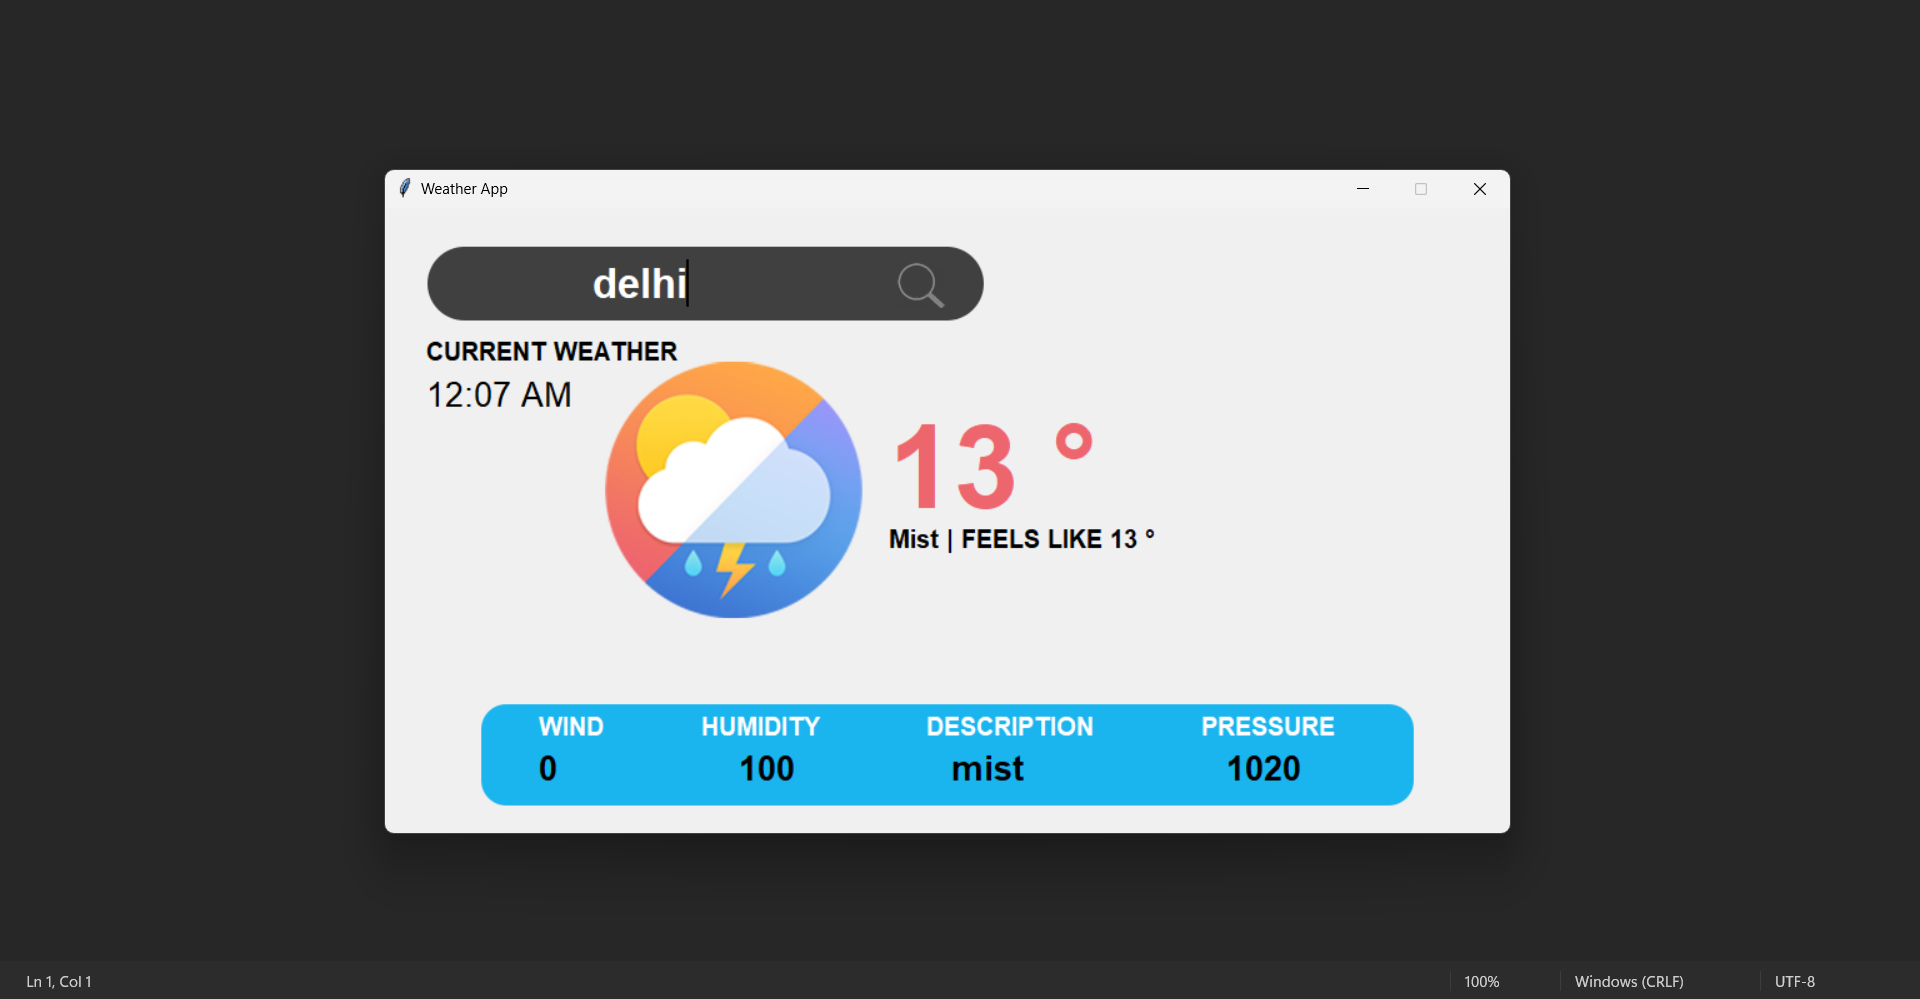 Weather App
delhi
CURRENT WEATHER
12:07 AM
13 °
Mist | FEELS LIKE 13 °
WIND HUMIDITY DESCRIPTION PRESSURE
0 100 mist 1020
Ln 1, Col 1 100% Windows (CRLF) UTF-8